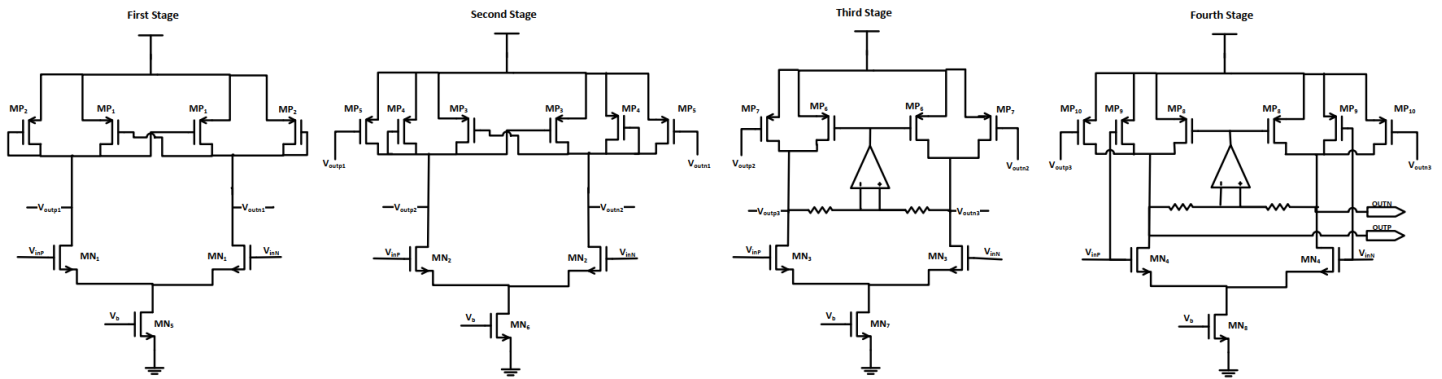 First Stage
Second Stage
Third Stage
Fourth Stage
MP2 MP1 MP1 MP2
MP5 MP4 MP3 MP3 MP4 MP5
MP7 MP6 MP6 MP7
MP10 MP9 MP8 MP8 MP9 MP10
Voutp1 Voutn1
Voutp2 Voutn2
Voutp3 Voutn3
- +
- +
Voutp1 Voutn1
Voutp2 Voutn2
Voutp3 Voutn3
OUTN
OUTP
VinP MN1 MN1 VinN
VinP MN2 MN2 VinN
VinP MN3 MN3 VinN
VinP MN4 MN4 VinN
Vb MN5
Vb MN6
Vb MN7
Vb MN8